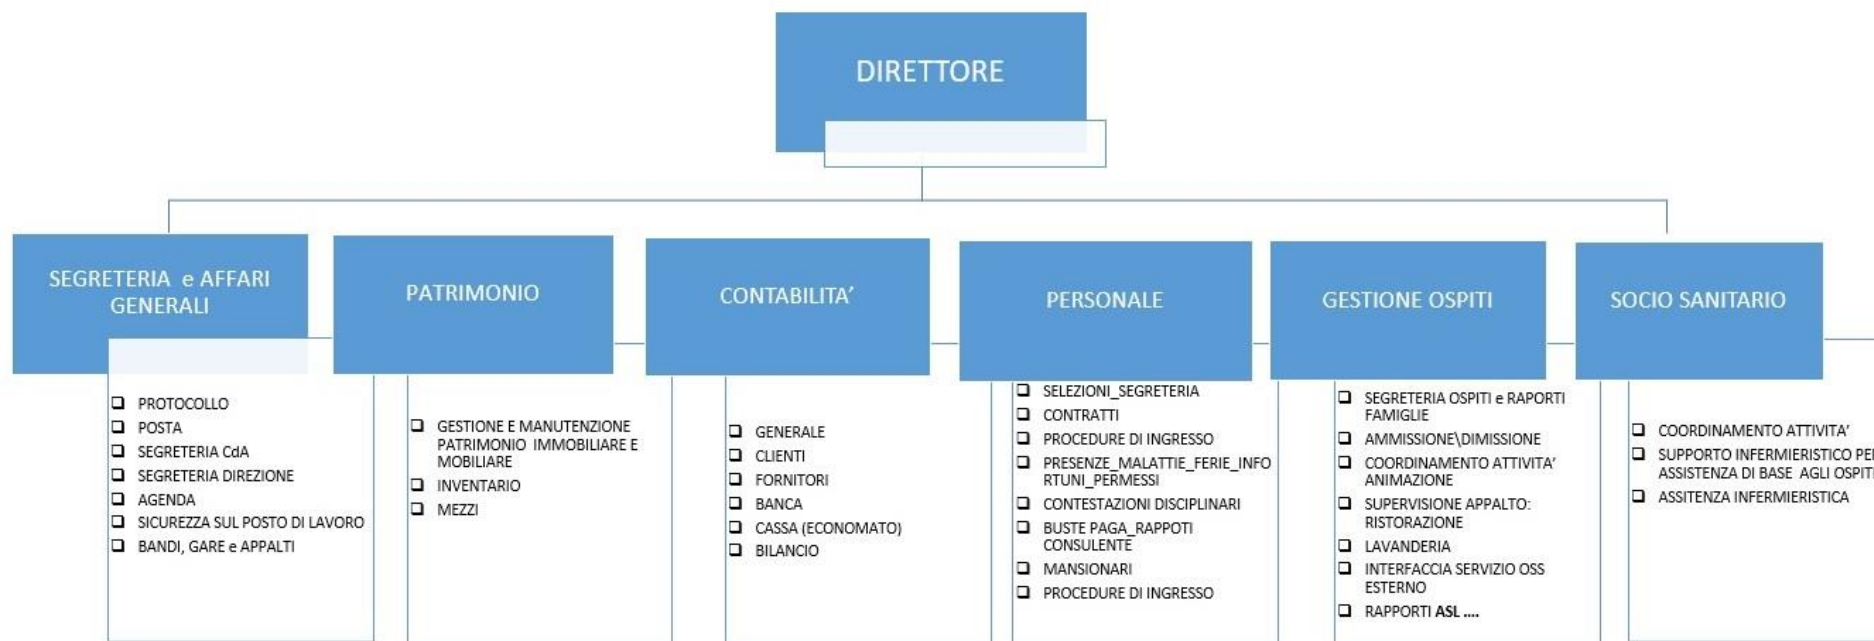 DIRETTORE
SEGRETERIA e AFFARI
GENERALI
PROTOCOLLO
POSTA
SEGRETERIA CdA
SEGRETERIA DIREZIONE
AGENDA
SICUREZZA SUL POSTO DI LAVORO
BANDI, GARE e APPALTI
PATRIMONIO
GESTIONE E MANUTENZIONE
PATRIMONIO IMMOBILIARE E
MOBILIARE
INVENTARIO
MEZZI
CONTABILITA’
GENERALE
CLIENTI
FORNITORI
BANCA
CASSA (ECONOMATO)
BILANCIO
PERSONALE
SELEZIONI_SEGRETERIA
CONTRATTI
PROCEDURE DI INGRESSO
PRESENZE_MALATTIE_FERIE_INFO
RTUNI_PERMESSI
CONTESTAZIONI DISCIPLINARI
BUSTE PAGA_RAPPOTI
CONSULENTE
MANSIONARI
PROCEDURE DI INGRESSO
GESTIONE OSPITI
SEGRETERIA OSPITI e RAPORTI
FAMIGLIE
AMMISSIONE\DIMISSIONE
COORDINAMENTO ATTIVITA’
ANIMAZIONE
SUPERVISIONE APPALTO:
RISTORAZIONE
LAVANDERIA
INTERFACCIA SERVIZIO OSS
ESTERNO
RAPPORTI ASL ....
SOCIO SANITARIO
COORDINAMENTO ATTIVITA’
SUPPORTO INFERMIERISTICO PE
ASSISTENZA DI BASE AGLI OSPITI
ASSITENZA INFERMIERISTICA